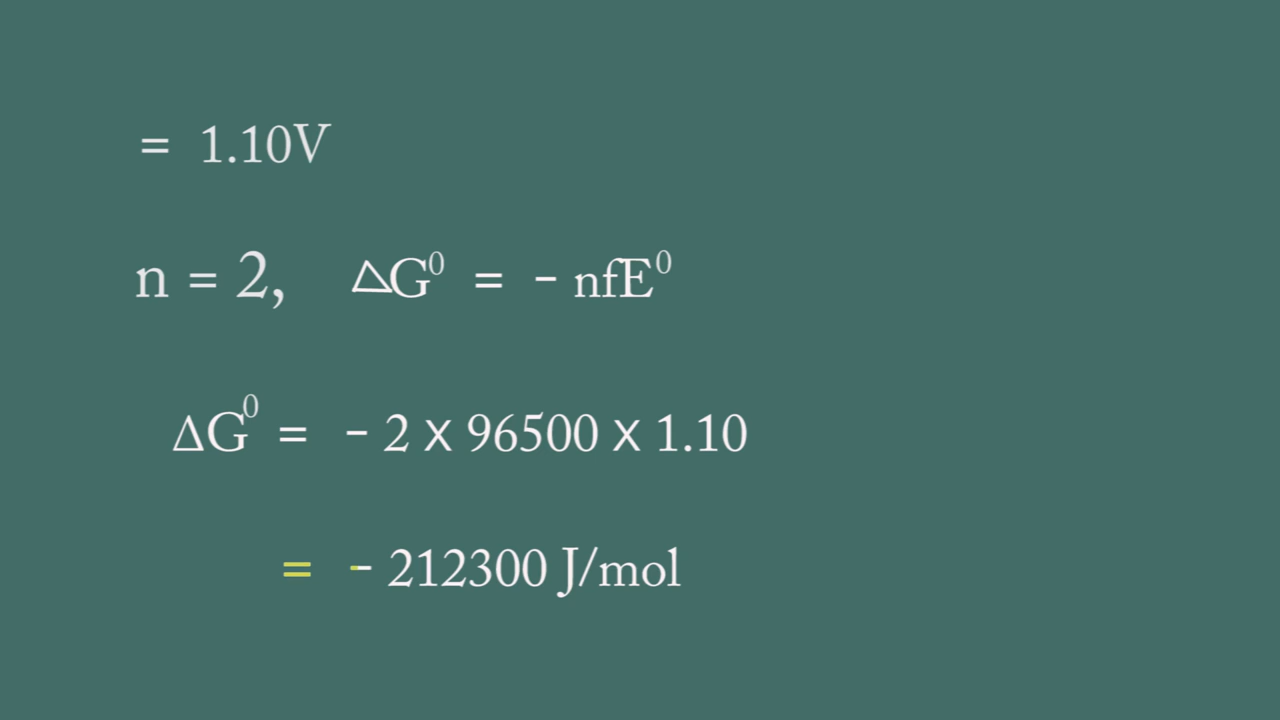 = 1.10V
n = 2, ΔG⁰ = - nfE⁰
ΔG⁰ = - 2 x 96500 x 1.10
= - 212300 J/mol